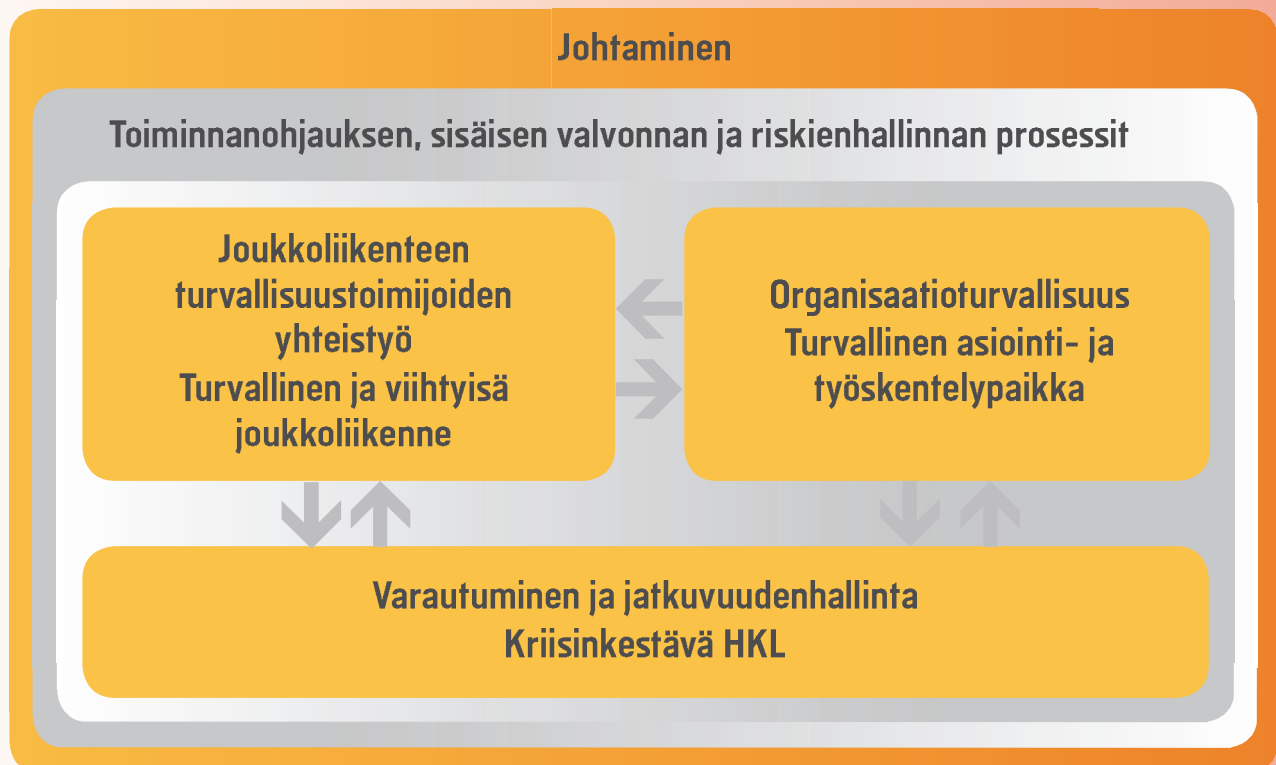 Johtaminen
Toiminnanohjauksen, sisäisen valvonnan ja riskienhallinnan prosessit
Joukkoliikenteen
turvallisuustoimijoiden
yhteistyö
Turvallinen ja viihtyisä
joukkoliikenne
Organisaatioturvallisuus
Turvallinen asiointi- ja
työskentelypaikka
Varautuminen ja jatkuvuudenhallinta
Kriisinkestävä HKL